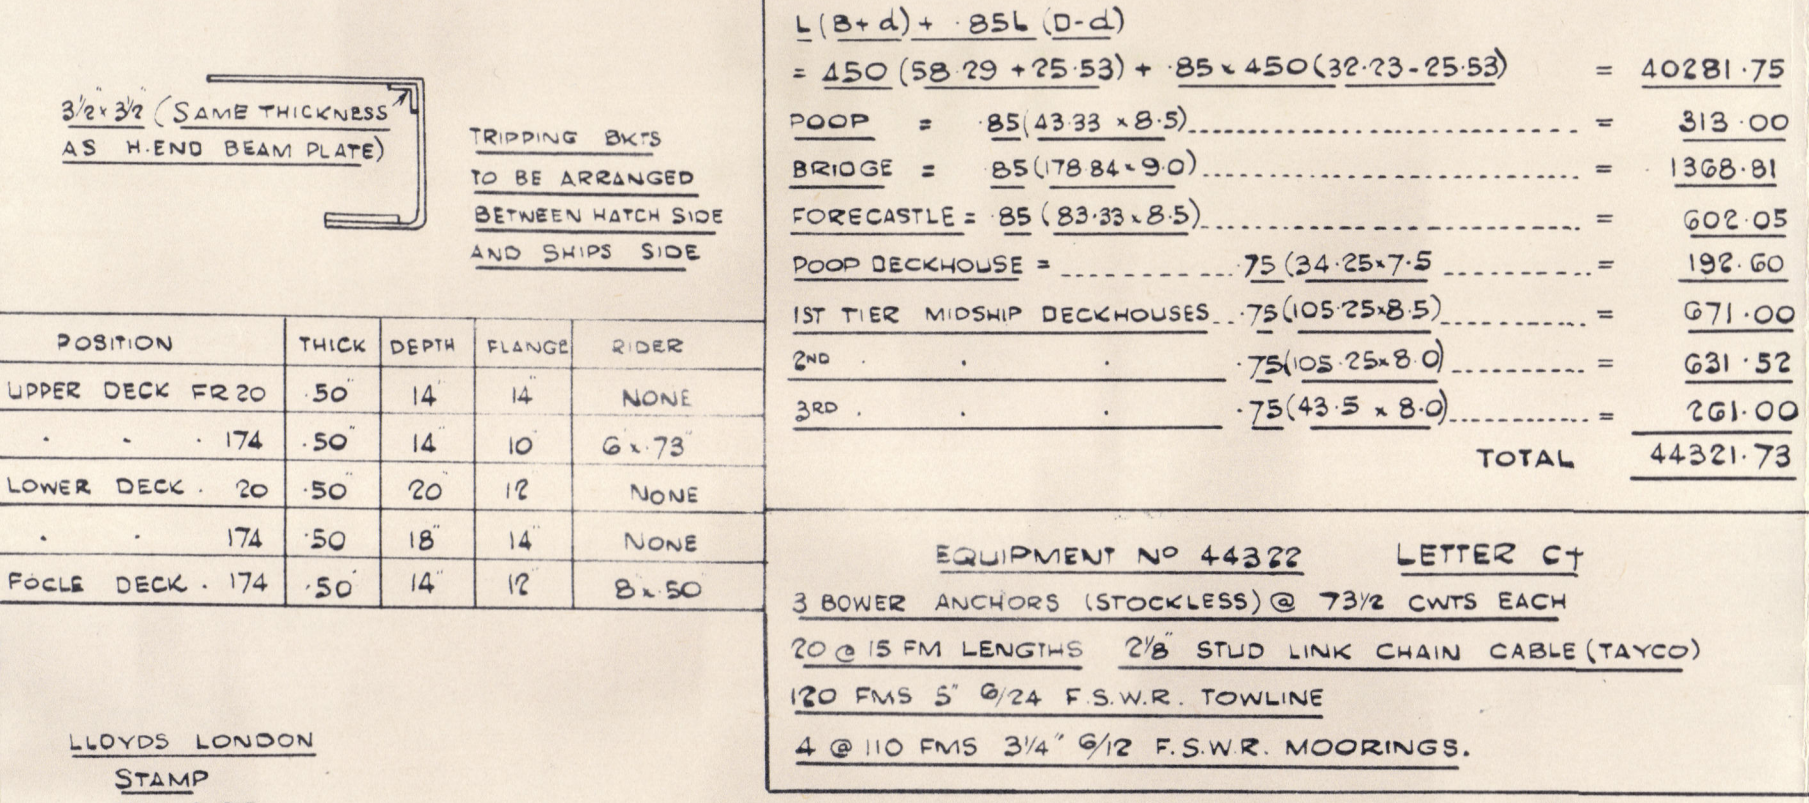 3½"×3½" (SAME THICKNESS
AS H.END BEAM PLATE)
TRIPPING BKTS
TO BE ARRANGED
BETWEEN HATCH SIDE
AND SHIPS SIDE
POSITION THICK DEPTH FLANGE RIDER
UPPER DECK FR 20 .50" 14" 14" NONE
" " " 174 .50" 14" 10" 6"×.73"
LOWER DECK " 20 .50" 20" 12" NONE
" " 174 .50 18" 14" NONE
FOCLE DECK " 174 .50" 14" 12" 8×.50
LLOYDS LONDON
STAMP
L(B+d)+ .85L (D-d)
= 450 (58.29 +25.53) + .85 × 450(32.23-25.53) = 40281.75
POOP = .85(43.33 ×8.5) = 313.00
BRIDGE = .85(178.84×9.0) = 1368.81
FORECASTLE = .85 (83.33×8.5) = 602.05
POOP DECKHOUSE = .75(34.25×7.5 = 192.60
1ST TIER MIDSHIP DECKHOUSES .75(105.25×8.5) = 671.00
2ND . . . .75(105.25×8.0) = 631.52
3RD . . . .75(43.5 × 8.0) = 261.00
TOTAL 44321.73
EQUIPMENT Nº 44322 LETTER C†
3 BOWER ANCHORS (STOCKLESS) @ 73½ CWTS EACH
20 @ 15 FM LENGTHS 2⅛" STUD LINK CHAIN CABLE (TAYCO)
120 FMS 5" 6/24 F.S.W.R. TOWLINE
4 @ 110 FMS 3¼" 6/12 F.S.W.R. MOORINGS.